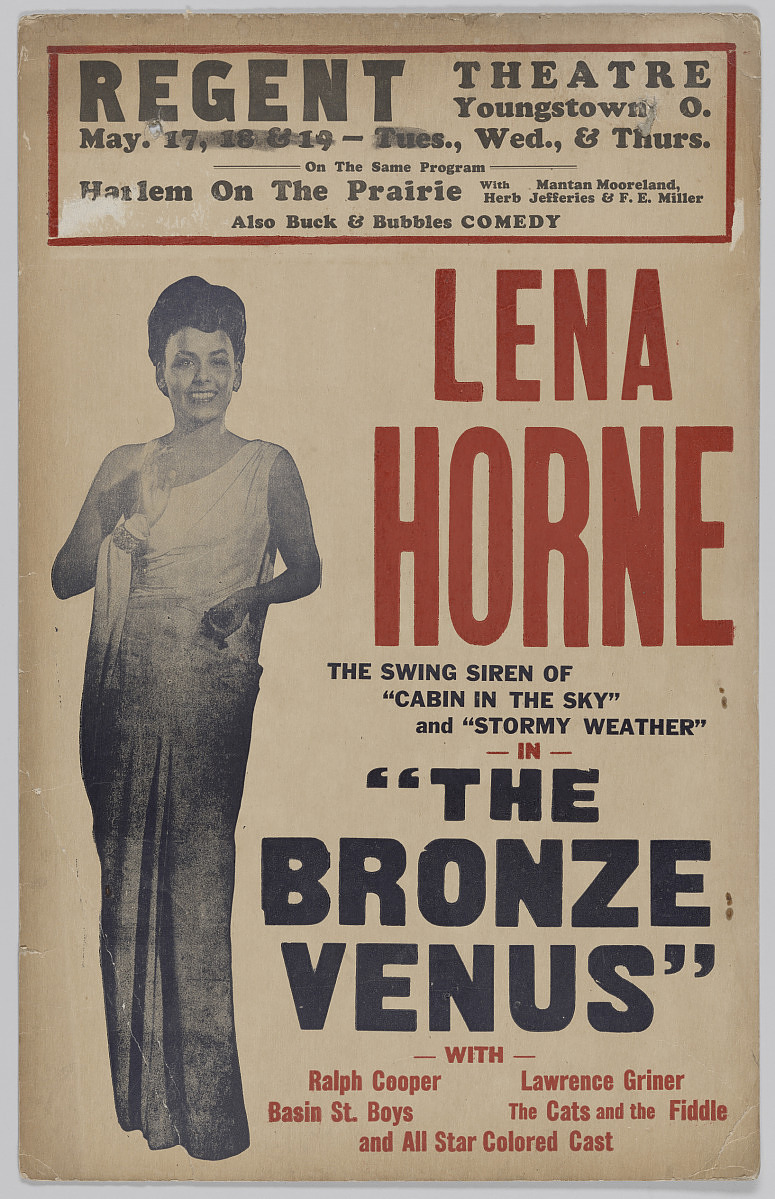 REGENT THEATRE
Youngstown, O.
May. 17, 18 & 19 — Tues., Wed., & Thurs.
On The Same Program
Harlem On The Prairie With Mantan Mooreland,
Herb Jefferies & F. E. Miller
Also Buck & Bubbles COMEDY
LENA
HORNE
THE SWING SIREN OF
“CABIN IN THE SKY”
and “STORMY WEATHER”
— IN —
“THE
BRONZE
VENUS”
— WITH —
Ralph Cooper Lawrence Griner
Basin St. Boys The Cats and the Fiddle
and All Star Colored Cast